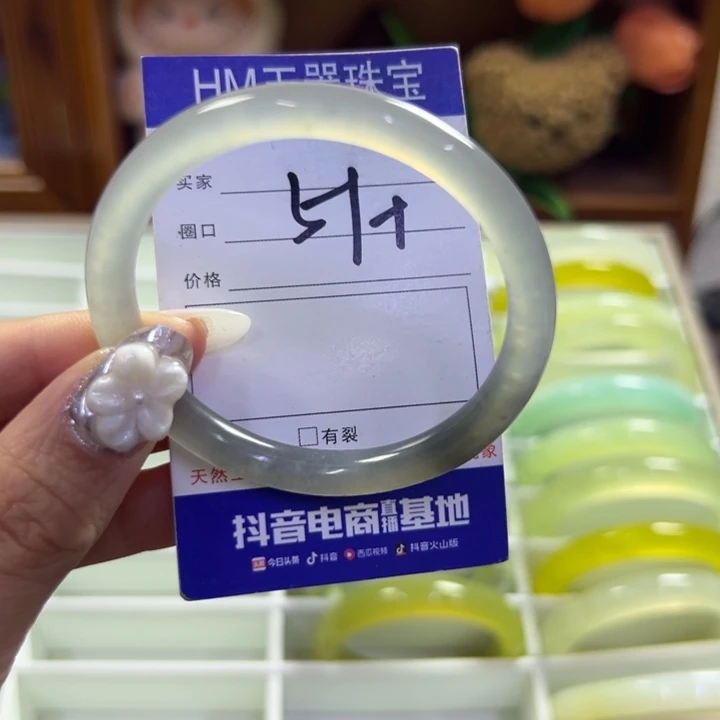 HM玉器珠宝
买家
圈口
价格
有裂
天然
家
抖音电商直播基地
今日头条 抖音 西瓜视频 抖音火山版